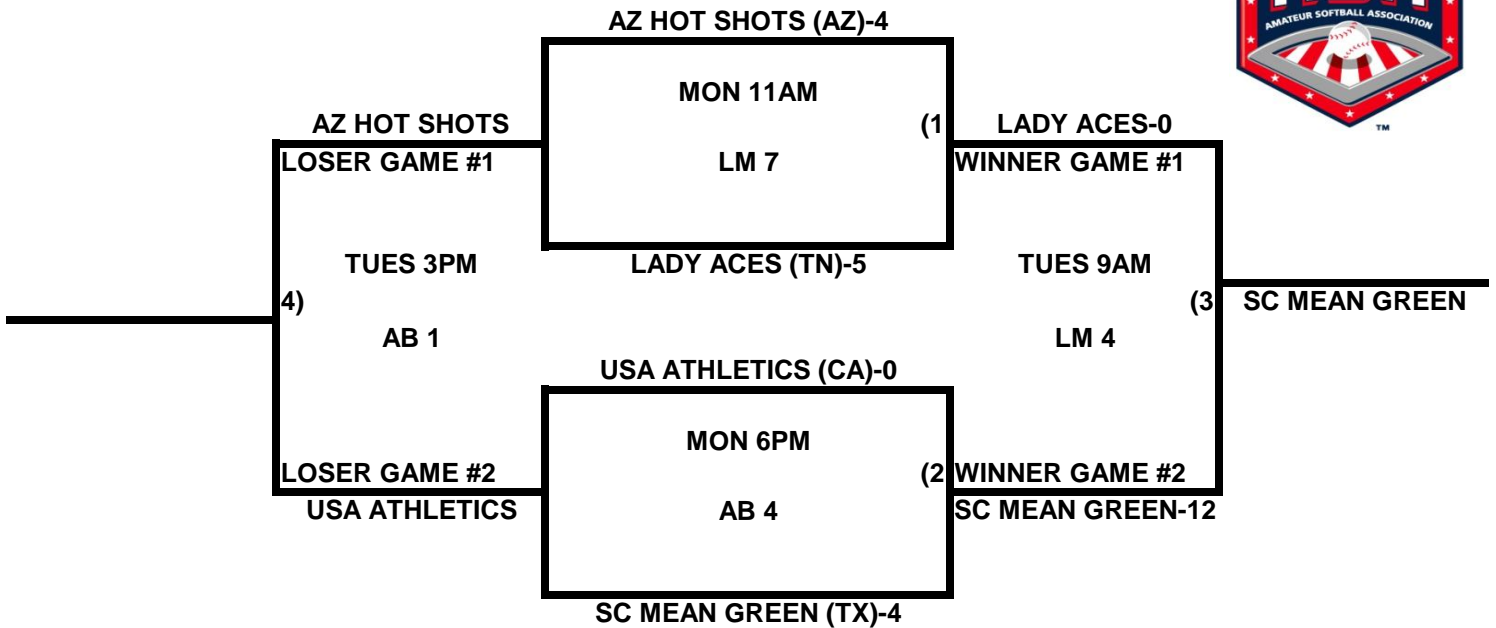 AZ HOT SHOTS (AZ)-4
AMATEUR SOFTBALL ASSOCIATION
TM
MON 11AM
AZ HOT SHOTS
(1
LADY ACES-0
LOSER GAME #1
LM 7
WINNER GAME #1
TUES 3PM
LADY ACES (TN)-5
TUES 9AM
4)
(3
SC MEAN GREEN
AB 1
LM 4
USA ATHLETICS (CA)-0
MON 6PM
LOSER GAME #2
(2
WINNER GAME #2
USA ATHLETICS
AB 4
SC MEAN GREEN-12
SC MEAN GREEN (TX)-4